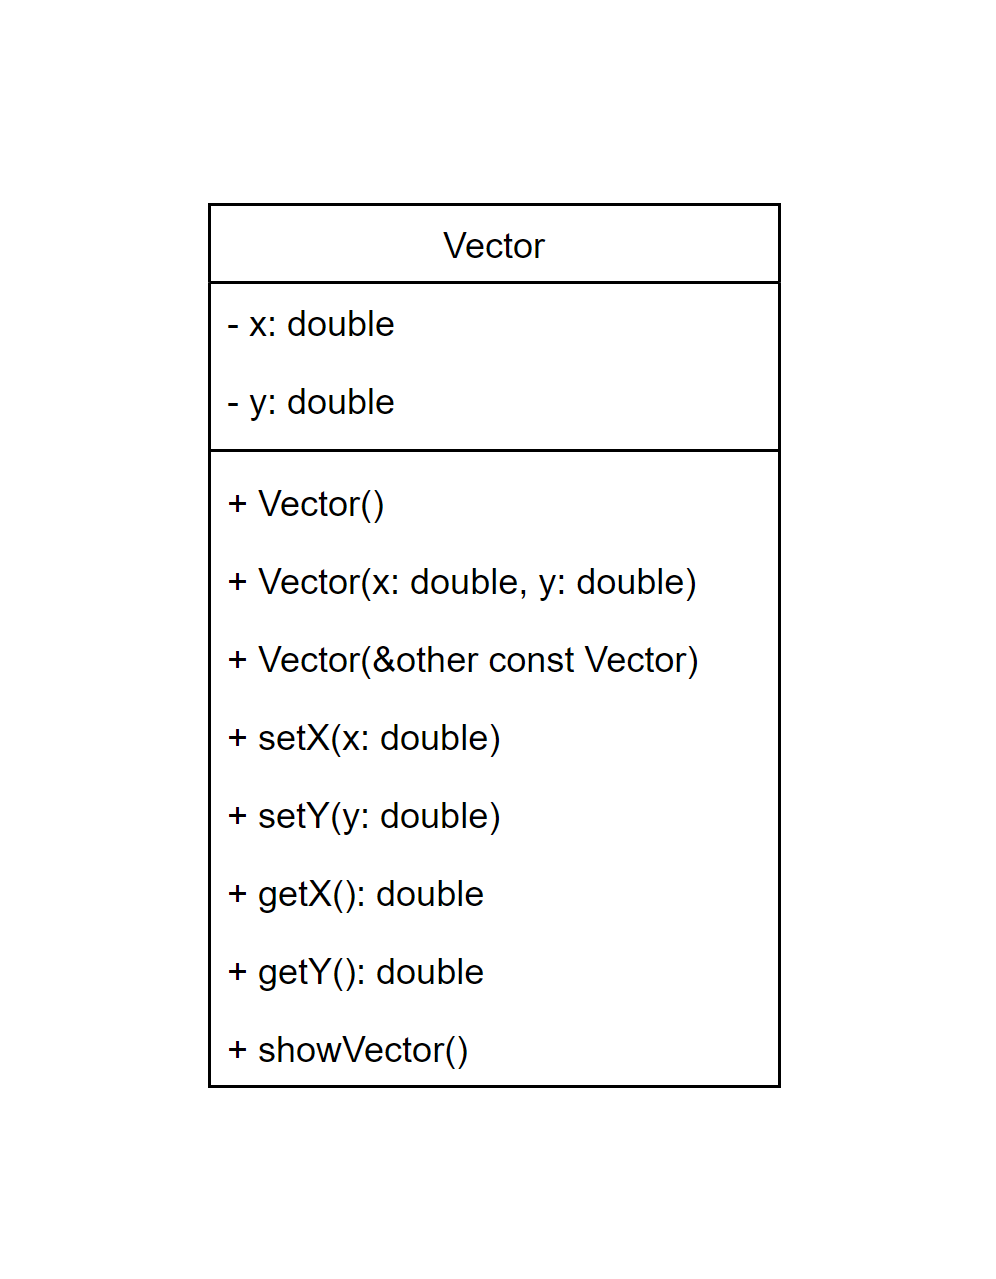 Vector
- x: double
- y: double
+ Vector()
+ Vector(x: double, y: double)
+ Vector(&other const Vector)
+ setX(x: double)
+ setY(y: double)
+ getX(): double
+ getY(): double
+ showVector()